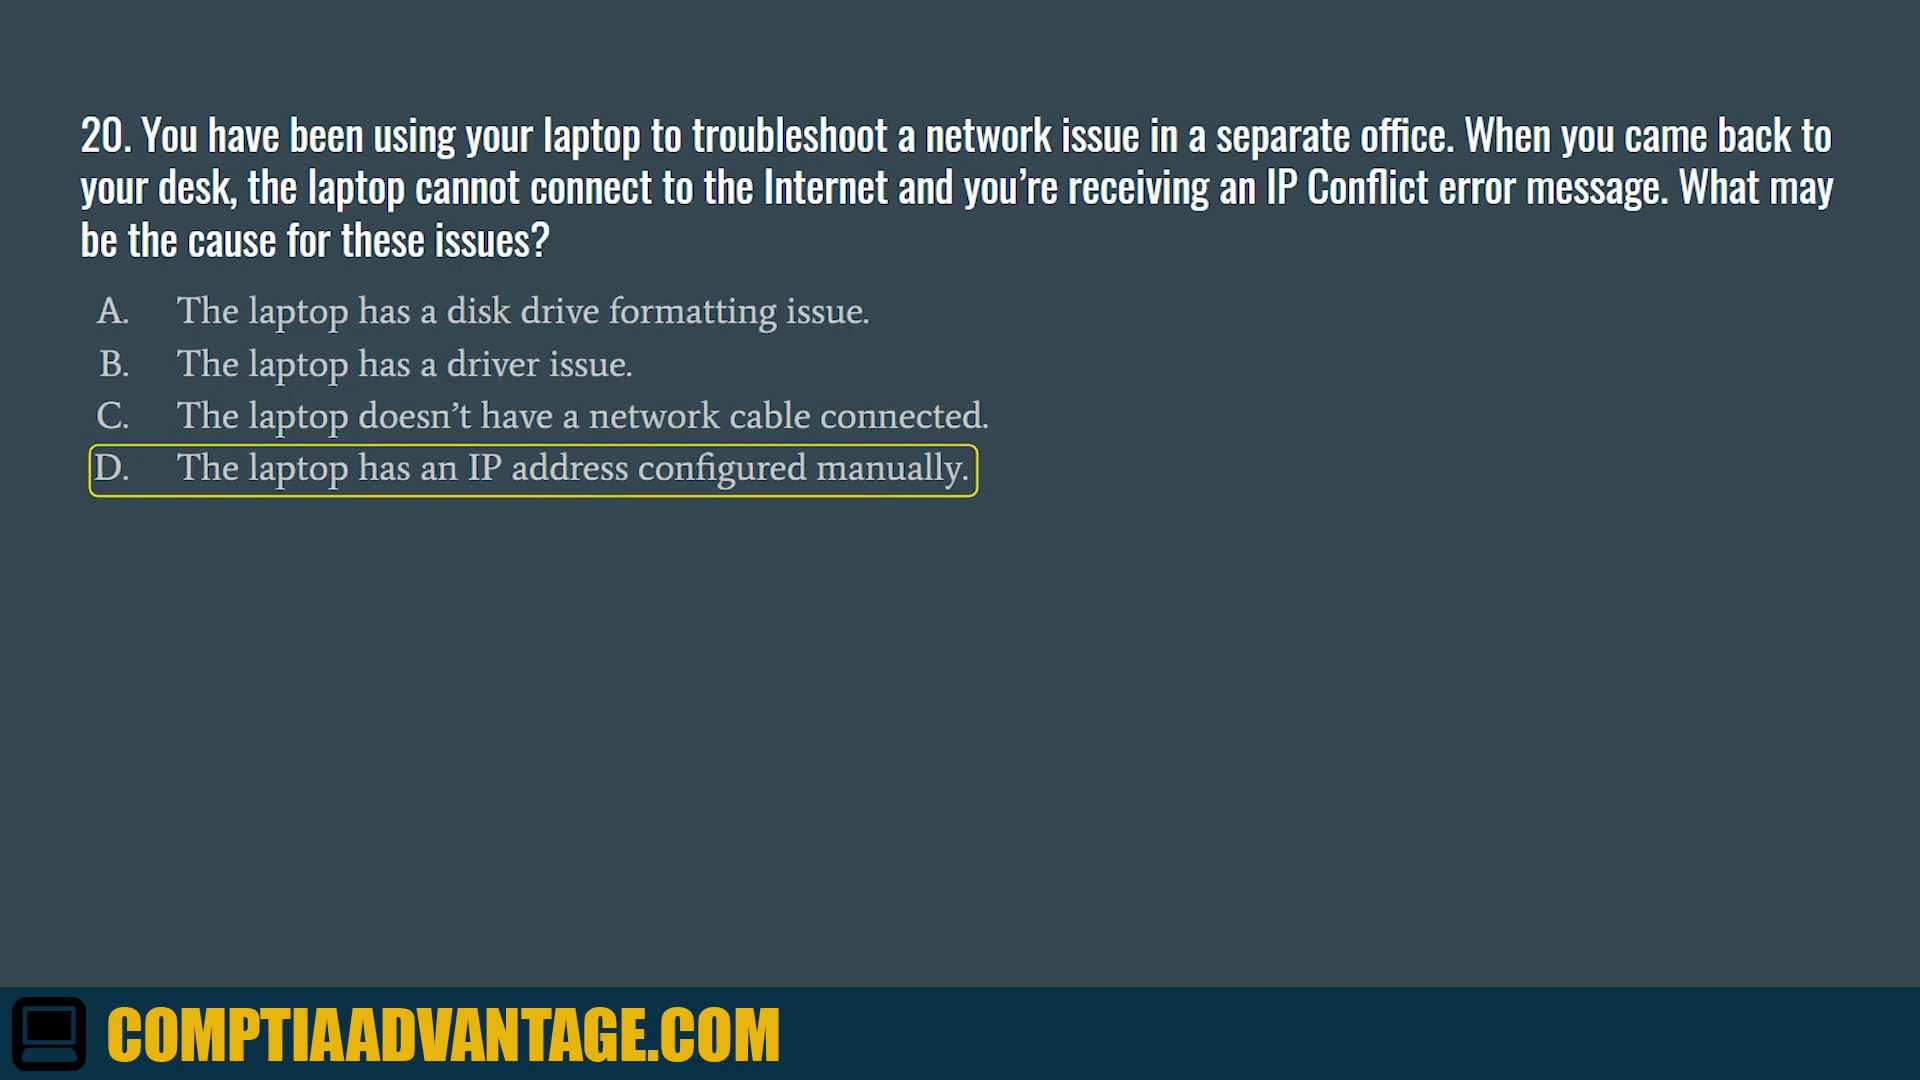 20. You have been using your laptop to troubleshoot a network issue in a separate office. When you came back to
your desk, the laptop cannot connect to the Internet and you’re receiving an IP Conflict error message. What may
be the cause for these issues?
A. The laptop has a disk drive formatting issue.
B. The laptop has a driver issue.
C. The laptop doesn’t have a network cable connected.
D. The laptop has an IP address configured manually.
COMPTIAADVANTAGE.COM